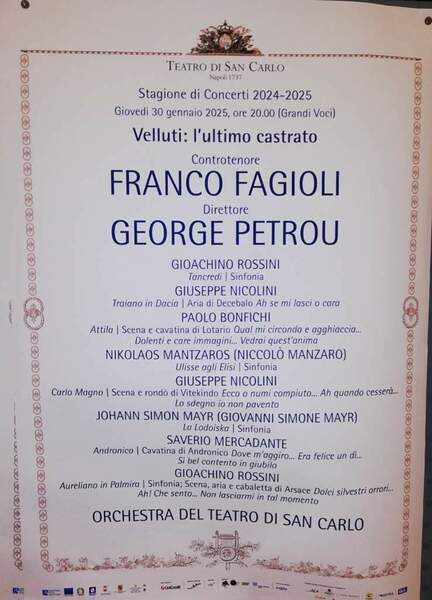 TEATRO DI SAN CARLO
Napoli 1737
Stagione di Concerti 2024-2025
Giovedì 30 gennaio 2025, ore 20.00 (Grandi Voci)
Velluti: l'ultimo castrato
Controtenore
FRANCO FAGIOLI
Direttore
GEORGE PETROU
GIOACHINO ROSSINI
Tancredi | Sinfonia
GIUSEPPE NICOLINI
Traiano in Dacia | Aria di Decebalo Ah se mi lasci o cara
PAOLO BONFICHI
Attila | Scena e cavatina di Lotario Qual mi circonda e agghiaccia...
Dolenti e care immagini... Vedrai quest'anima
NIKOLAOS MANTZAROS (NICCOLÒ MANZARO)
Ulisse agli Elisi | Sinfonia
GIUSEPPE NICOLINI
Carlo Magno | Scena e rondò di Vitekindo Ecco o numi compiuto... Ah quando cesserà...
Lo sdegno io non pavento
JOHANN SIMON MAYR (GIOVANNI SIMONE MAYR)
La Lodoiska | Sinfonia
SAVERIO MERCADANTE
Andronico | Cavatina di Andronico Dove m'aggiro... Era felice un dì...
Sì bel contento in giubilo
GIOACHINO ROSSINI
Aureliano in Palmira | Sinfonia; Scena, aria e cabaletta di Arsace Dolci silvestri orrori...
Ah! Che sento... Non lasciarmi in tal momento
ORCHESTRA DEL TEATRO DI SAN CARLO